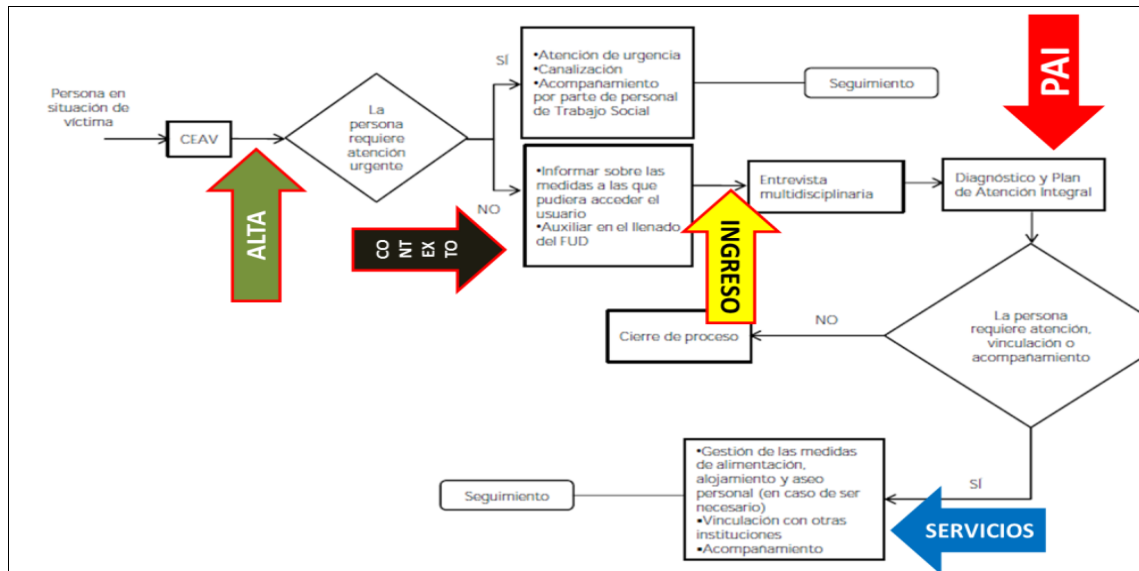 Persona en
situación de
víctima
CEAV
ALTA
La
persona
requiere
atención
urgente
SÍ
•Atención de urgencia
•Canalización
•Acompañamiento
por parte de personal
de Trabajo Social
Seguimiento
NO
CO
NT
EX
TO
•Informar sobre las
medidas a las que
pudiera acceder el
usuario
•Auxiliar en el llenado
del FUD
INGRESO
Entrevista
multidisciplinaria
PAI
Diagnóstico y Plan
de Atención Integral
La persona
requiere atención,
vinculación o
acompañamiento
NO
Cierre de proceso
SÍ
SERVICIOS
•Gestión de las medidas
de alimentación,
alojamiento y aseo
personal (en caso de ser
necesario)
•Vinculación con otras
instituciones
•Acompañamiento
Seguimiento